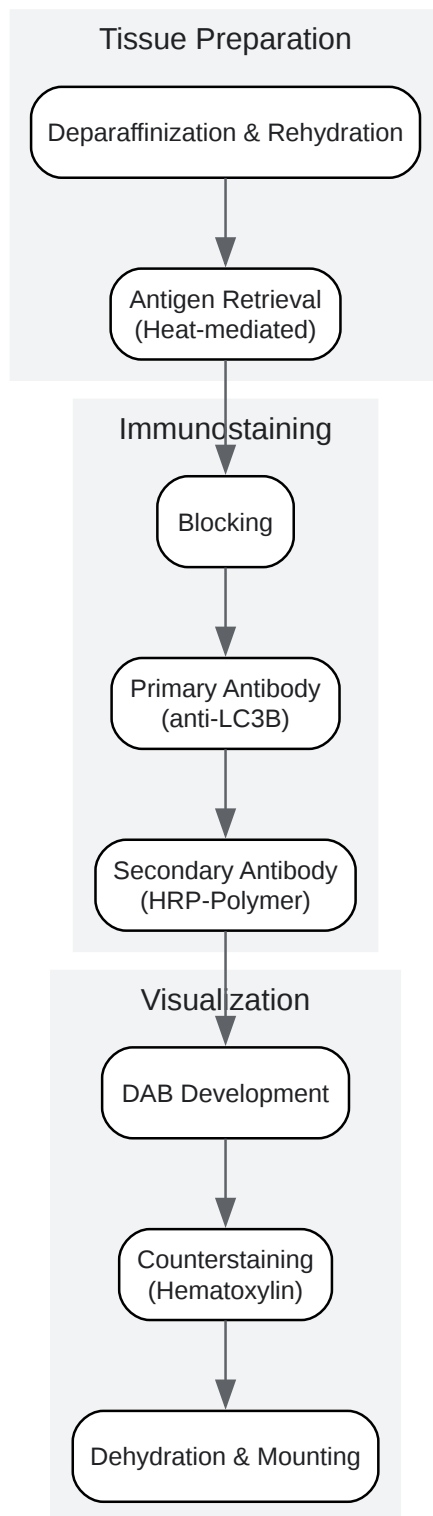 Tissue Preparation
Deparaffinization & Rehydration
Antigen Retrieval
(Heat-mediated)
Immunostaining
Blocking
Primary Antibody
(anti-LC3B)
Secondary Antibody
(HRP-Polymer)
Visualization
DAB Development
Counterstaining
(Hematoxylin)
Dehydration & Mounting